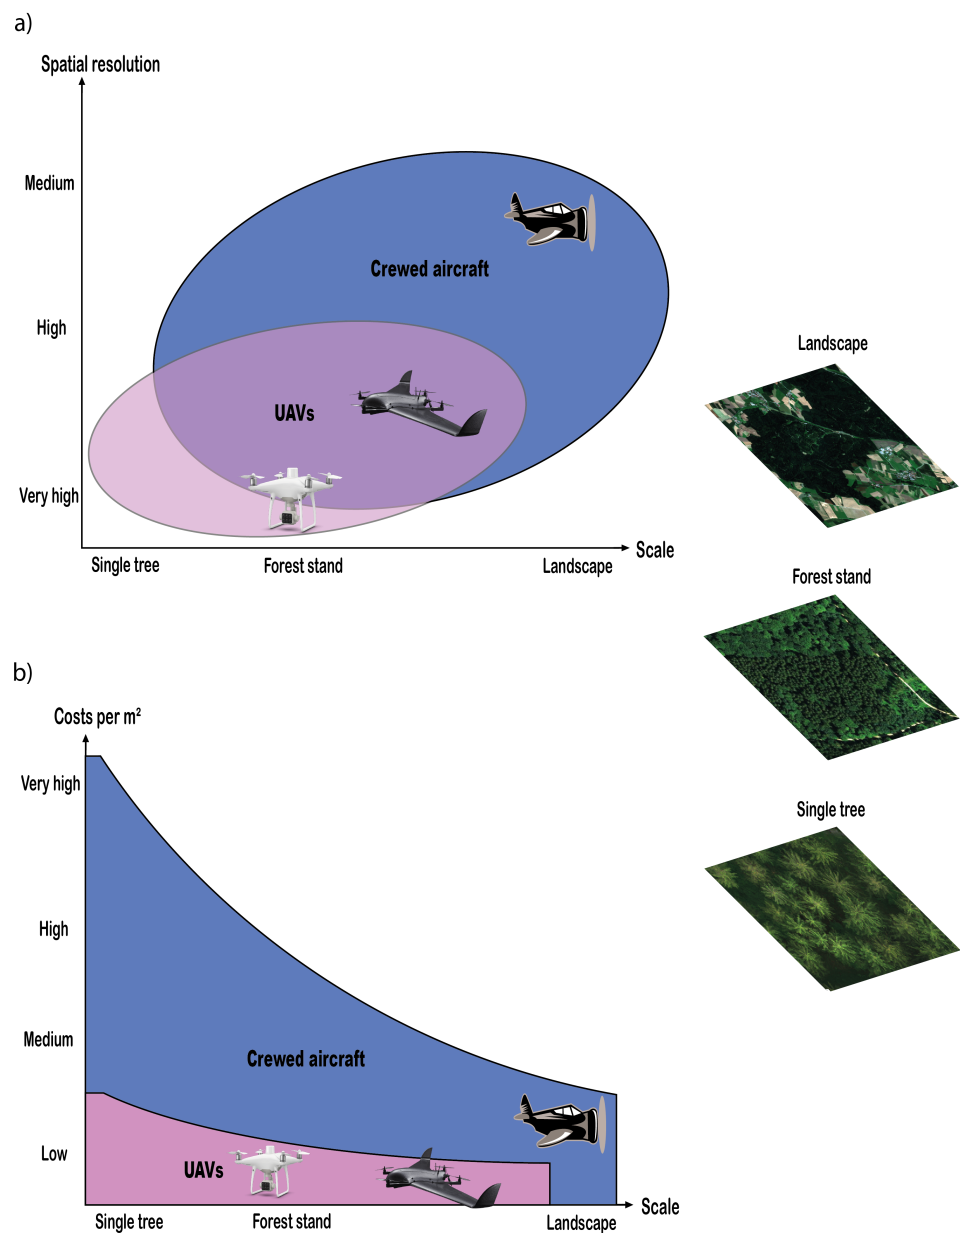 a)
Spatial resolution
Medium
Crewed aircraft
High
Landscape
UAVs
Very high
Scale
Single tree
Forest stand
Landscape
Forest stand
b)
Costs per m²
Very high
Single tree
High
Medium
Crewed aircraft
Low
UAVs
Scale
Single tree
Forest stand
Landscape